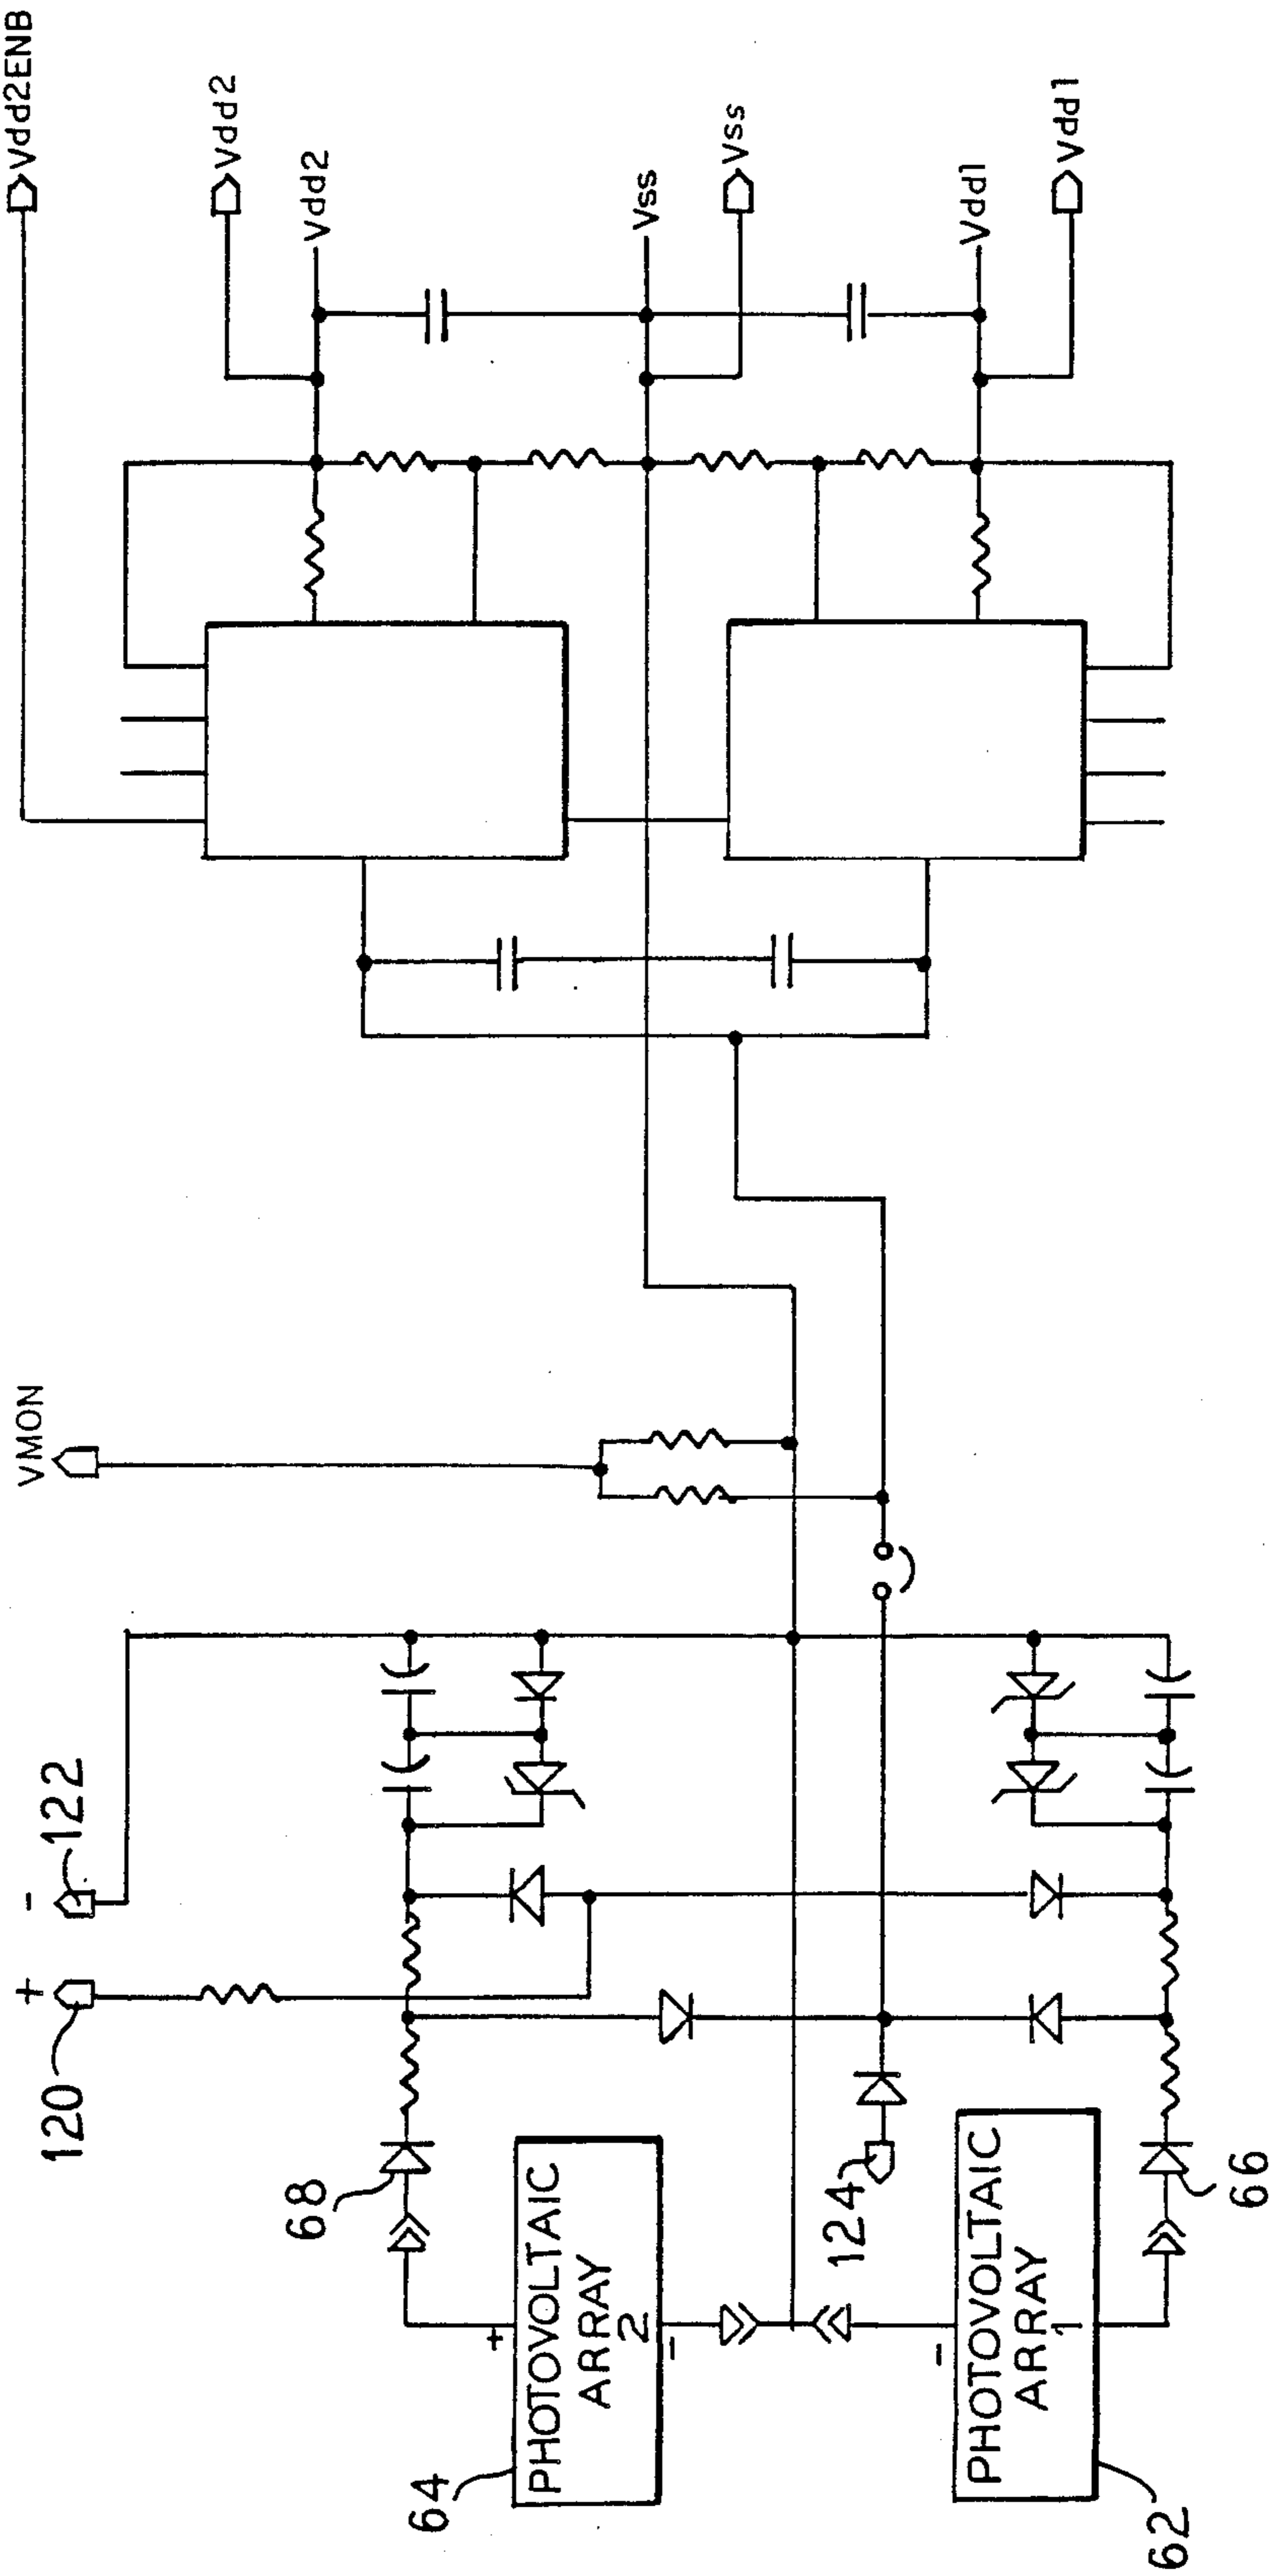 Vdd2ENB
Vdd2
Vdd2
Vss
Vss
Vdd1
Vdd1
VMON
- 122
+
120
68
+
PHOTOVOLTAIC
ARRAY
2
-
64
124
-
PHOTOVOLTAIC
ARRAY
1
66
62